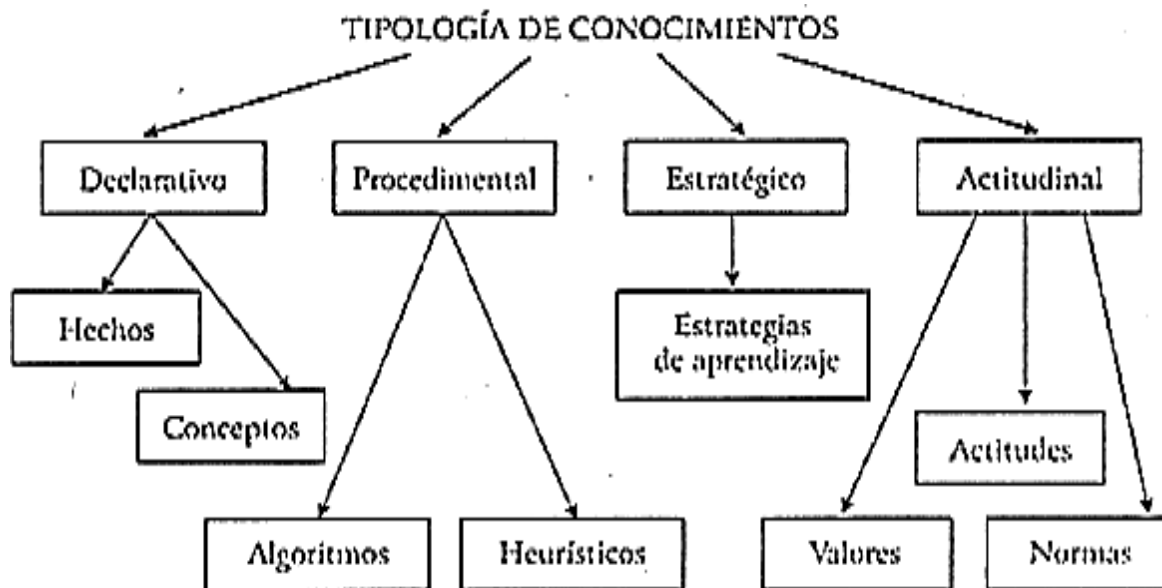 TIPOLOGÍA DE CONOCIMIENTOS
Declarativo
Procedimental
Estratégico
Actitudinal
Hechos
Conceptos
Estrategias
de aprendizaje
Actitudes
Algoritmos
Heurísticos
Valores
Normas